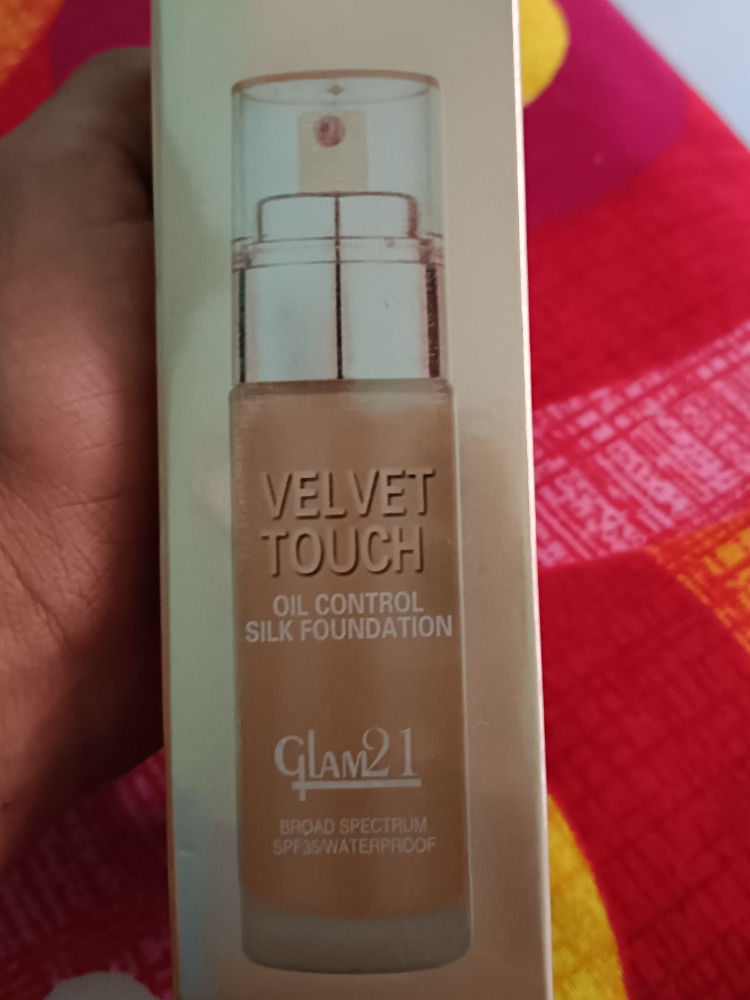 VELVET
TOUCH
OIL CONTROL
SILK FOUNDATION
GLAM21
BROAD SPECTRUM
SPF35/WATERPROOF